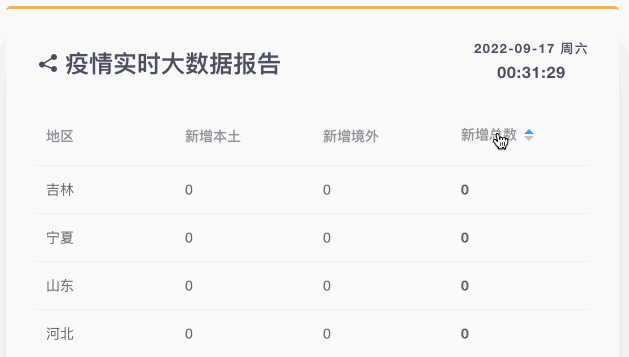 疫情实时大数据报告
2022-09-17 周六
00:31:29
地区 新增本土 新增境外 新增总数
吉林 0 0 0
宁夏 0 0 0
山东 0 0 0
河北 0 0 0